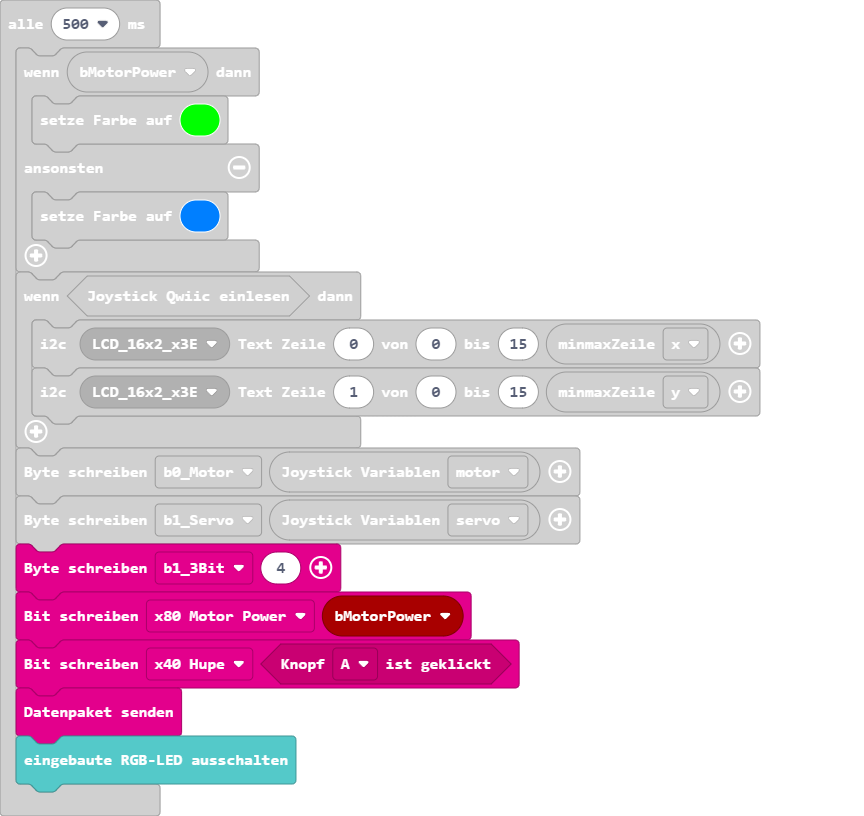 alle 500 ms
wenn bMotorPower dann
setze Farbe auf
ansonsten
setze Farbe auf
wenn Joystick Qwiic einlesen dann
i2c LCD_16x2_x3E Text Zeile 0 von 0 bis 15 minmaxZeile x
i2c LCD_16x2_x3E Text Zeile 1 von 0 bis 15 minmaxZeile y
Byte schreiben b0_Motor Joystick Variablen motor
Byte schreiben b1_Servo Joystick Variablen servo
Byte schreiben b1_3Bit 4
Bit schreiben x80 Motor Power bMotorPower
Bit schreiben x40 Hupe Knopf A ist geklickt
Datenpaket senden
eingebaute RGB-LED ausschalten